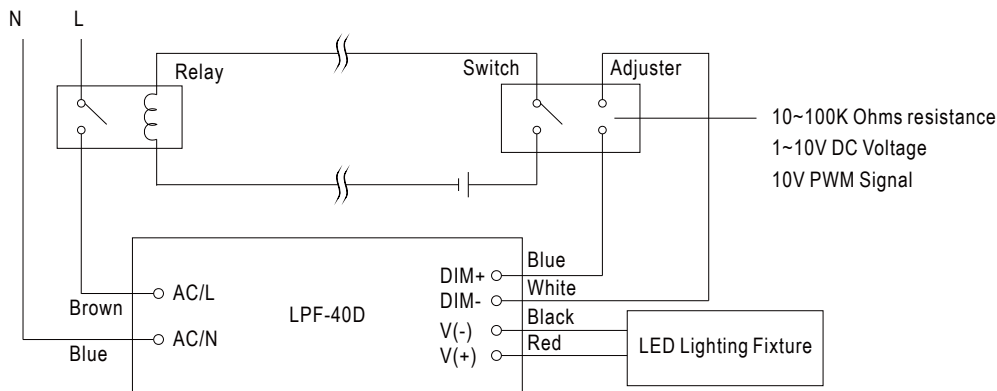 N
L
Relay
Switch
Adjuster
10~100K Ohms resistance
1~10V DC Voltage
10V PWM Signal
Brown
AC/L
Blue
AC/N
LPF-40D
DIM+
Blue
DIM-
White
V(-)
Black
V(+)
Red
LED Lighting Fixture